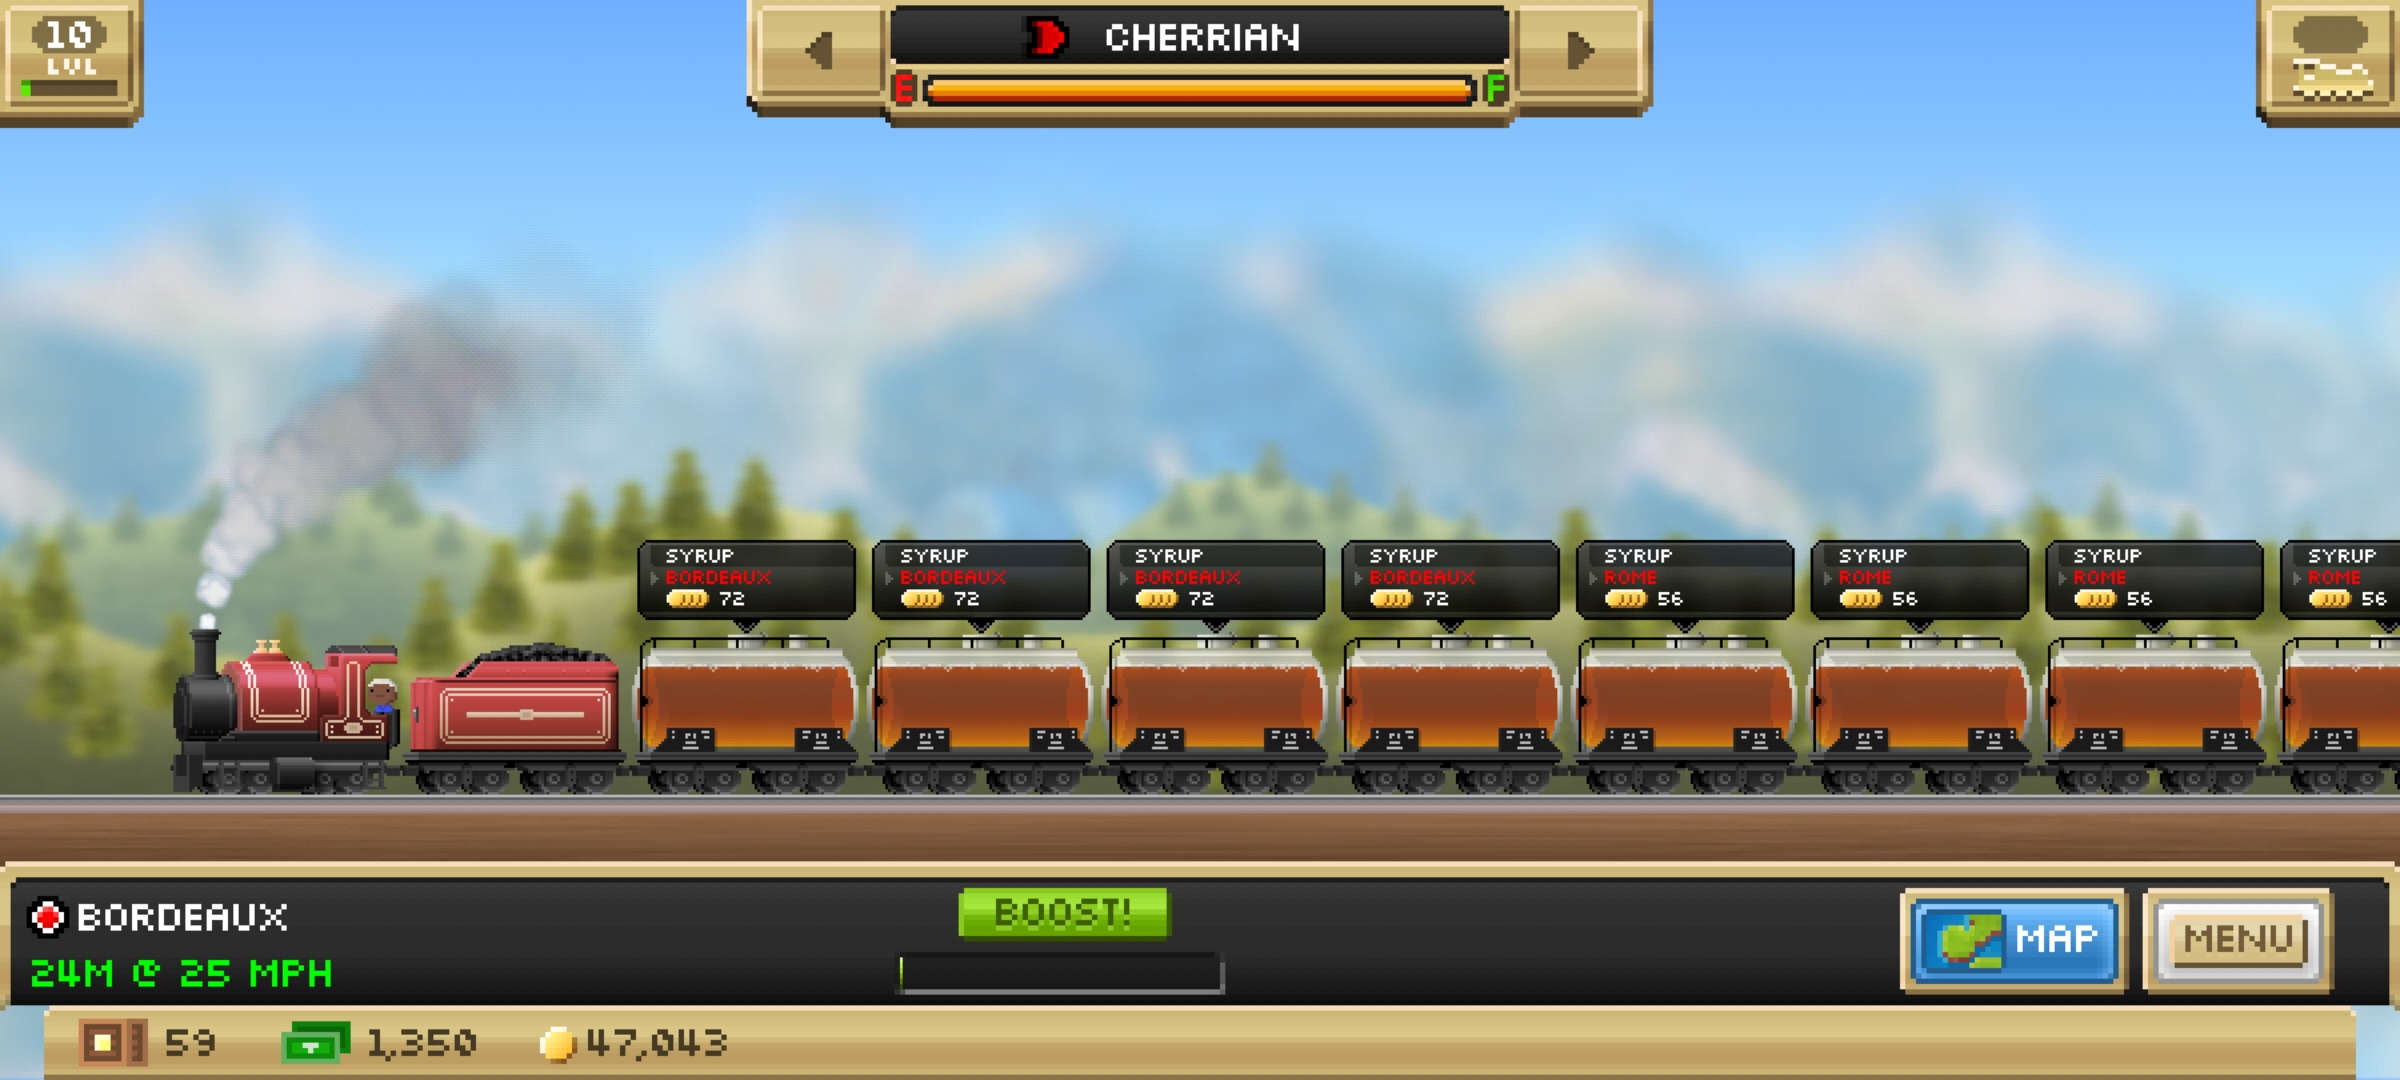 10
LVL
CHERRIAN
E F
SYRUP
BORDEAUX
72
SYRUP
BORDEAUX
72
SYRUP
BORDEAUX
72
SYRUP
BORDEAUX
72
SYRUP
ROME
56
SYRUP
ROME
56
SYRUP
ROME
56
SYRUP
ROME
56
BORDEAUX
24M @ 25 MPH
BOOST!
MAP
MENU
59
1,350
47,043